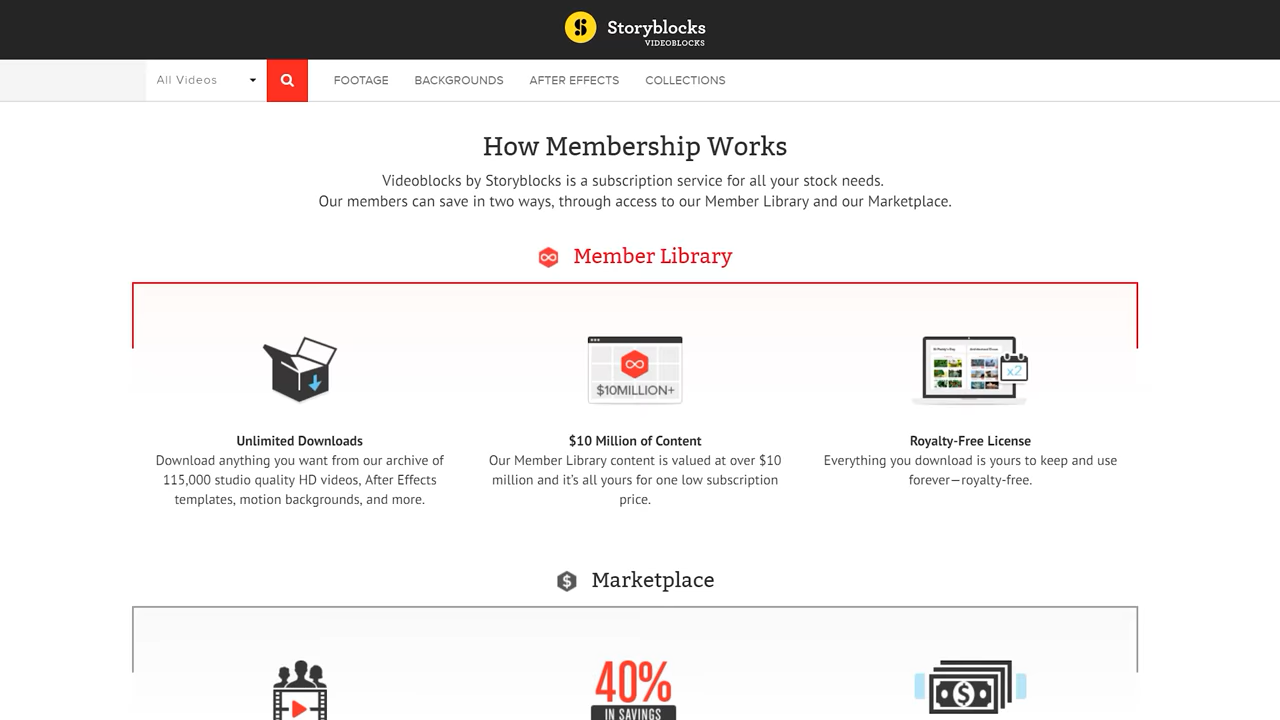 Storyblocks
VIDEOBLOCKS
All Videos
FOOTAGE
BACKGROUNDS
AFTER EFFECTS
COLLECTIONS
How Membership Works
Videoblocks by Storyblocks is a subscription service for all your stock needs.
Our members can save in two ways, through access to our Member Library and our Marketplace.
Member Library
$10MILLION+
x2
Unlimited Downloads
Download anything you want from our archive of
115,000 studio quality HD videos, After Effects
templates, motion backgrounds, and more.
$10 Million of Content
Our Member Library content is valued at over $10
million and it’s all yours for one low subscription
price.
Royalty-Free License
Everything you download is yours to keep and use
forever—royalty-free.
$ Marketplace
40%
IN SAVINGS
$